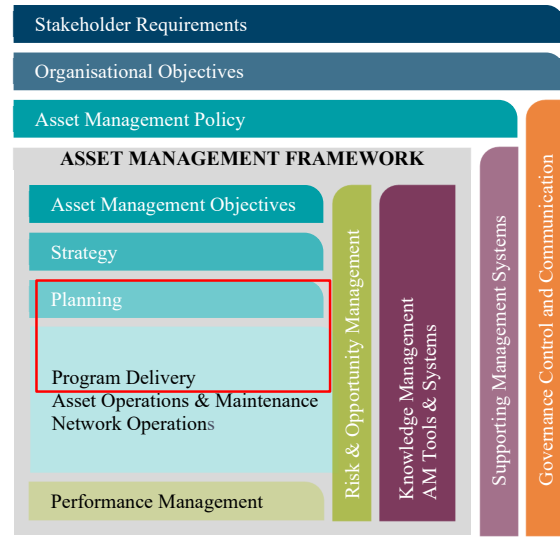 Stakeholder Requirements
Organisational Objectives
Asset Management Policy
ASSET MANAGEMENT FRAMEWORK
Asset Management Objectives
Strategy
Planning
Program Delivery
Asset Operations & Maintenance
Network Operations
Performance Management
Risk & Opportunity Management
Knowledge Management
AM Tools & Systems
Supporting Management Systems
Governance Control and Communication